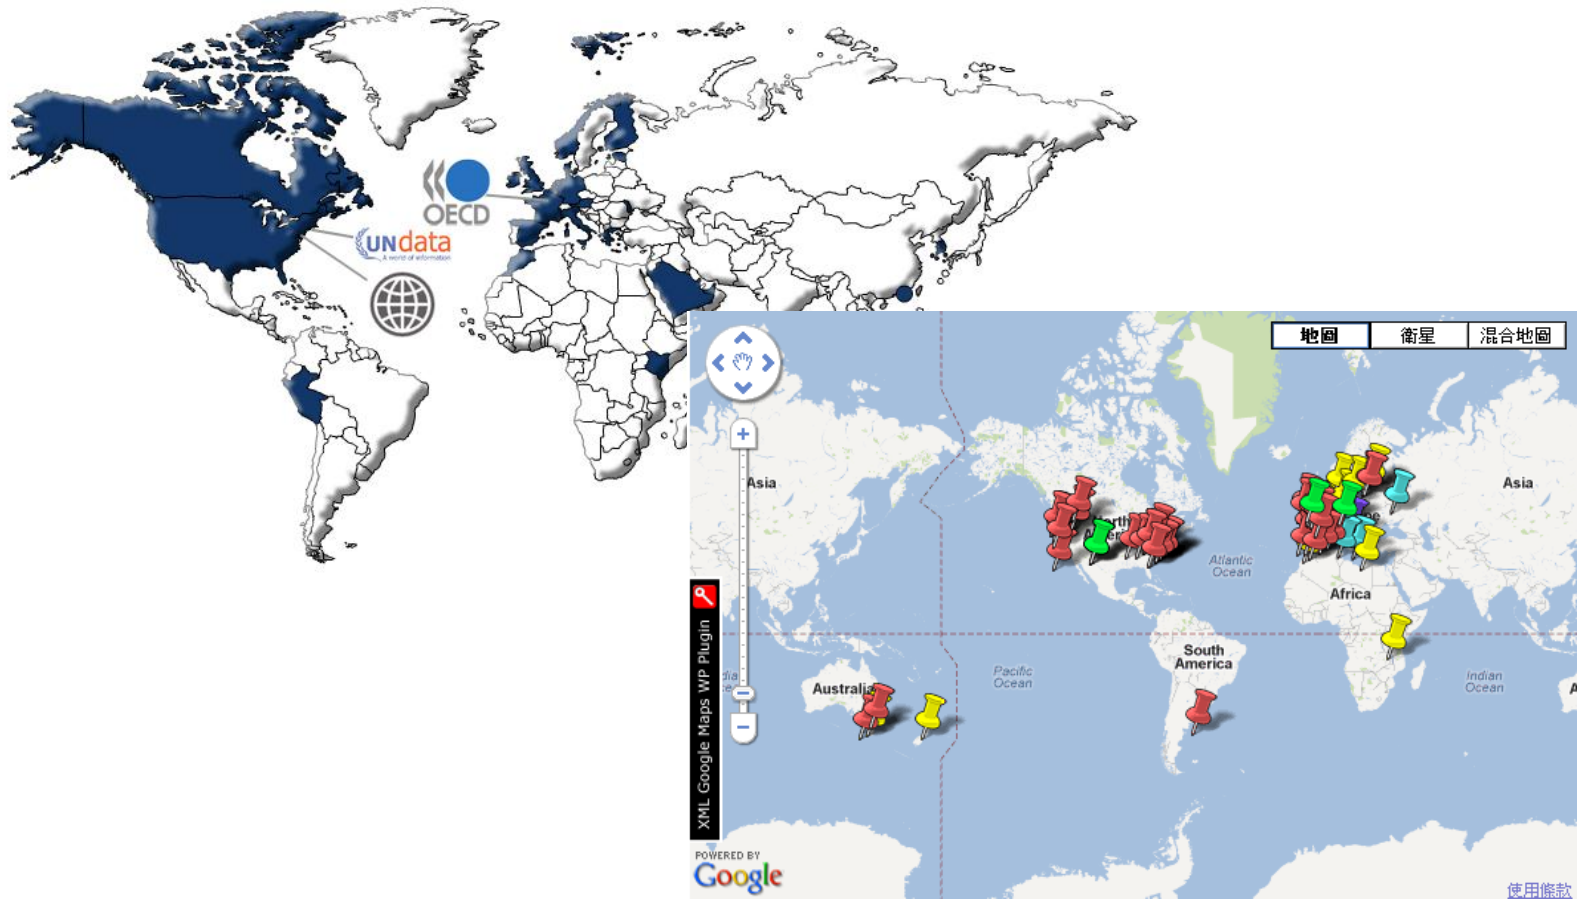 OECD
UNdata
A world of information
地圖
衛星
混合地圖
Asia
North
Asia
Atlantic
Ocean
Africa
South
America
Pacific
Ocean
Indian
Ocean
Australia
XML Google Maps WP Plugin
POWERED BY
Google
使用條款